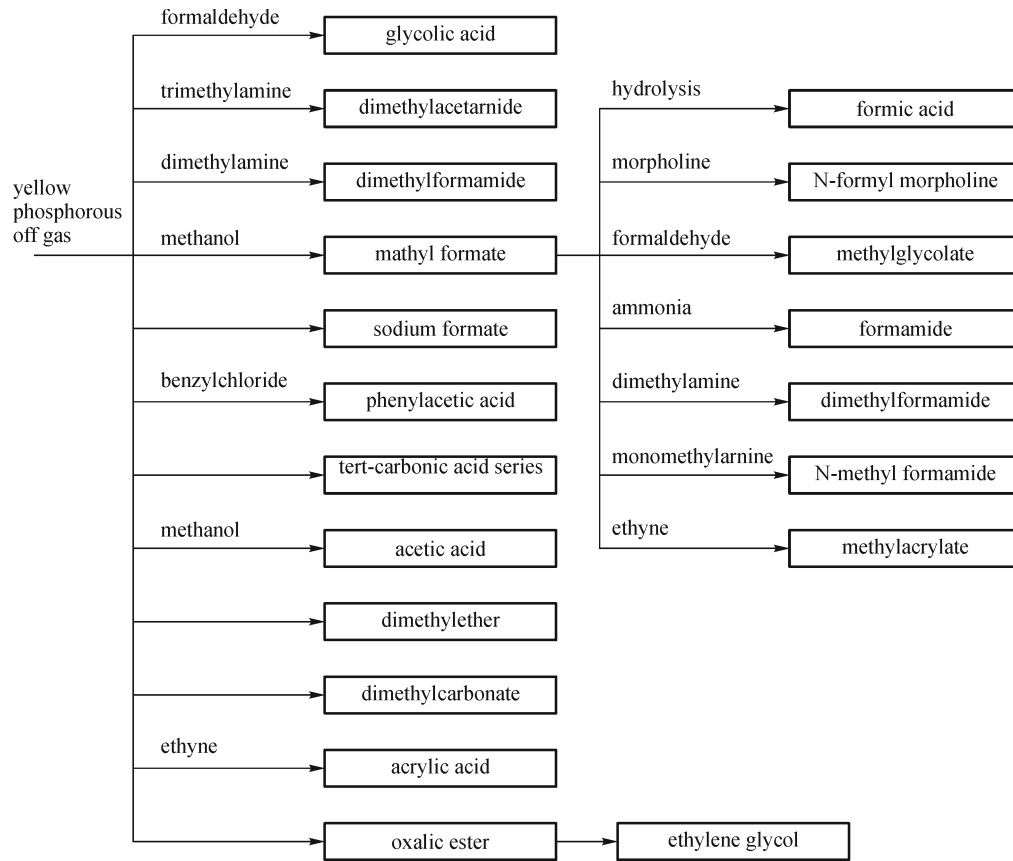 formaldehyde
glycolic acid
trimethylamine
dimethylacetarnide
hydrolysis
formic acid
dimethylamine
dimethylformamide
morpholine
N-formyl morpholine
yellow
phosphorous
off gas
methanol
mathyl formate
formaldehyde
methylglycolate
sodium formate
ammonia
formamide
benzylchloride
phenylacetic acid
dimethylamine
dimethylformamide
tert-carbonic acid series
monomethylarnine
N-methyl formamide
methanol
acetic acid
ethyne
methylacrylate
dimethylether
dimethylcarbonate
ethyne
acrylic acid
oxalic ester
ethylene glycol